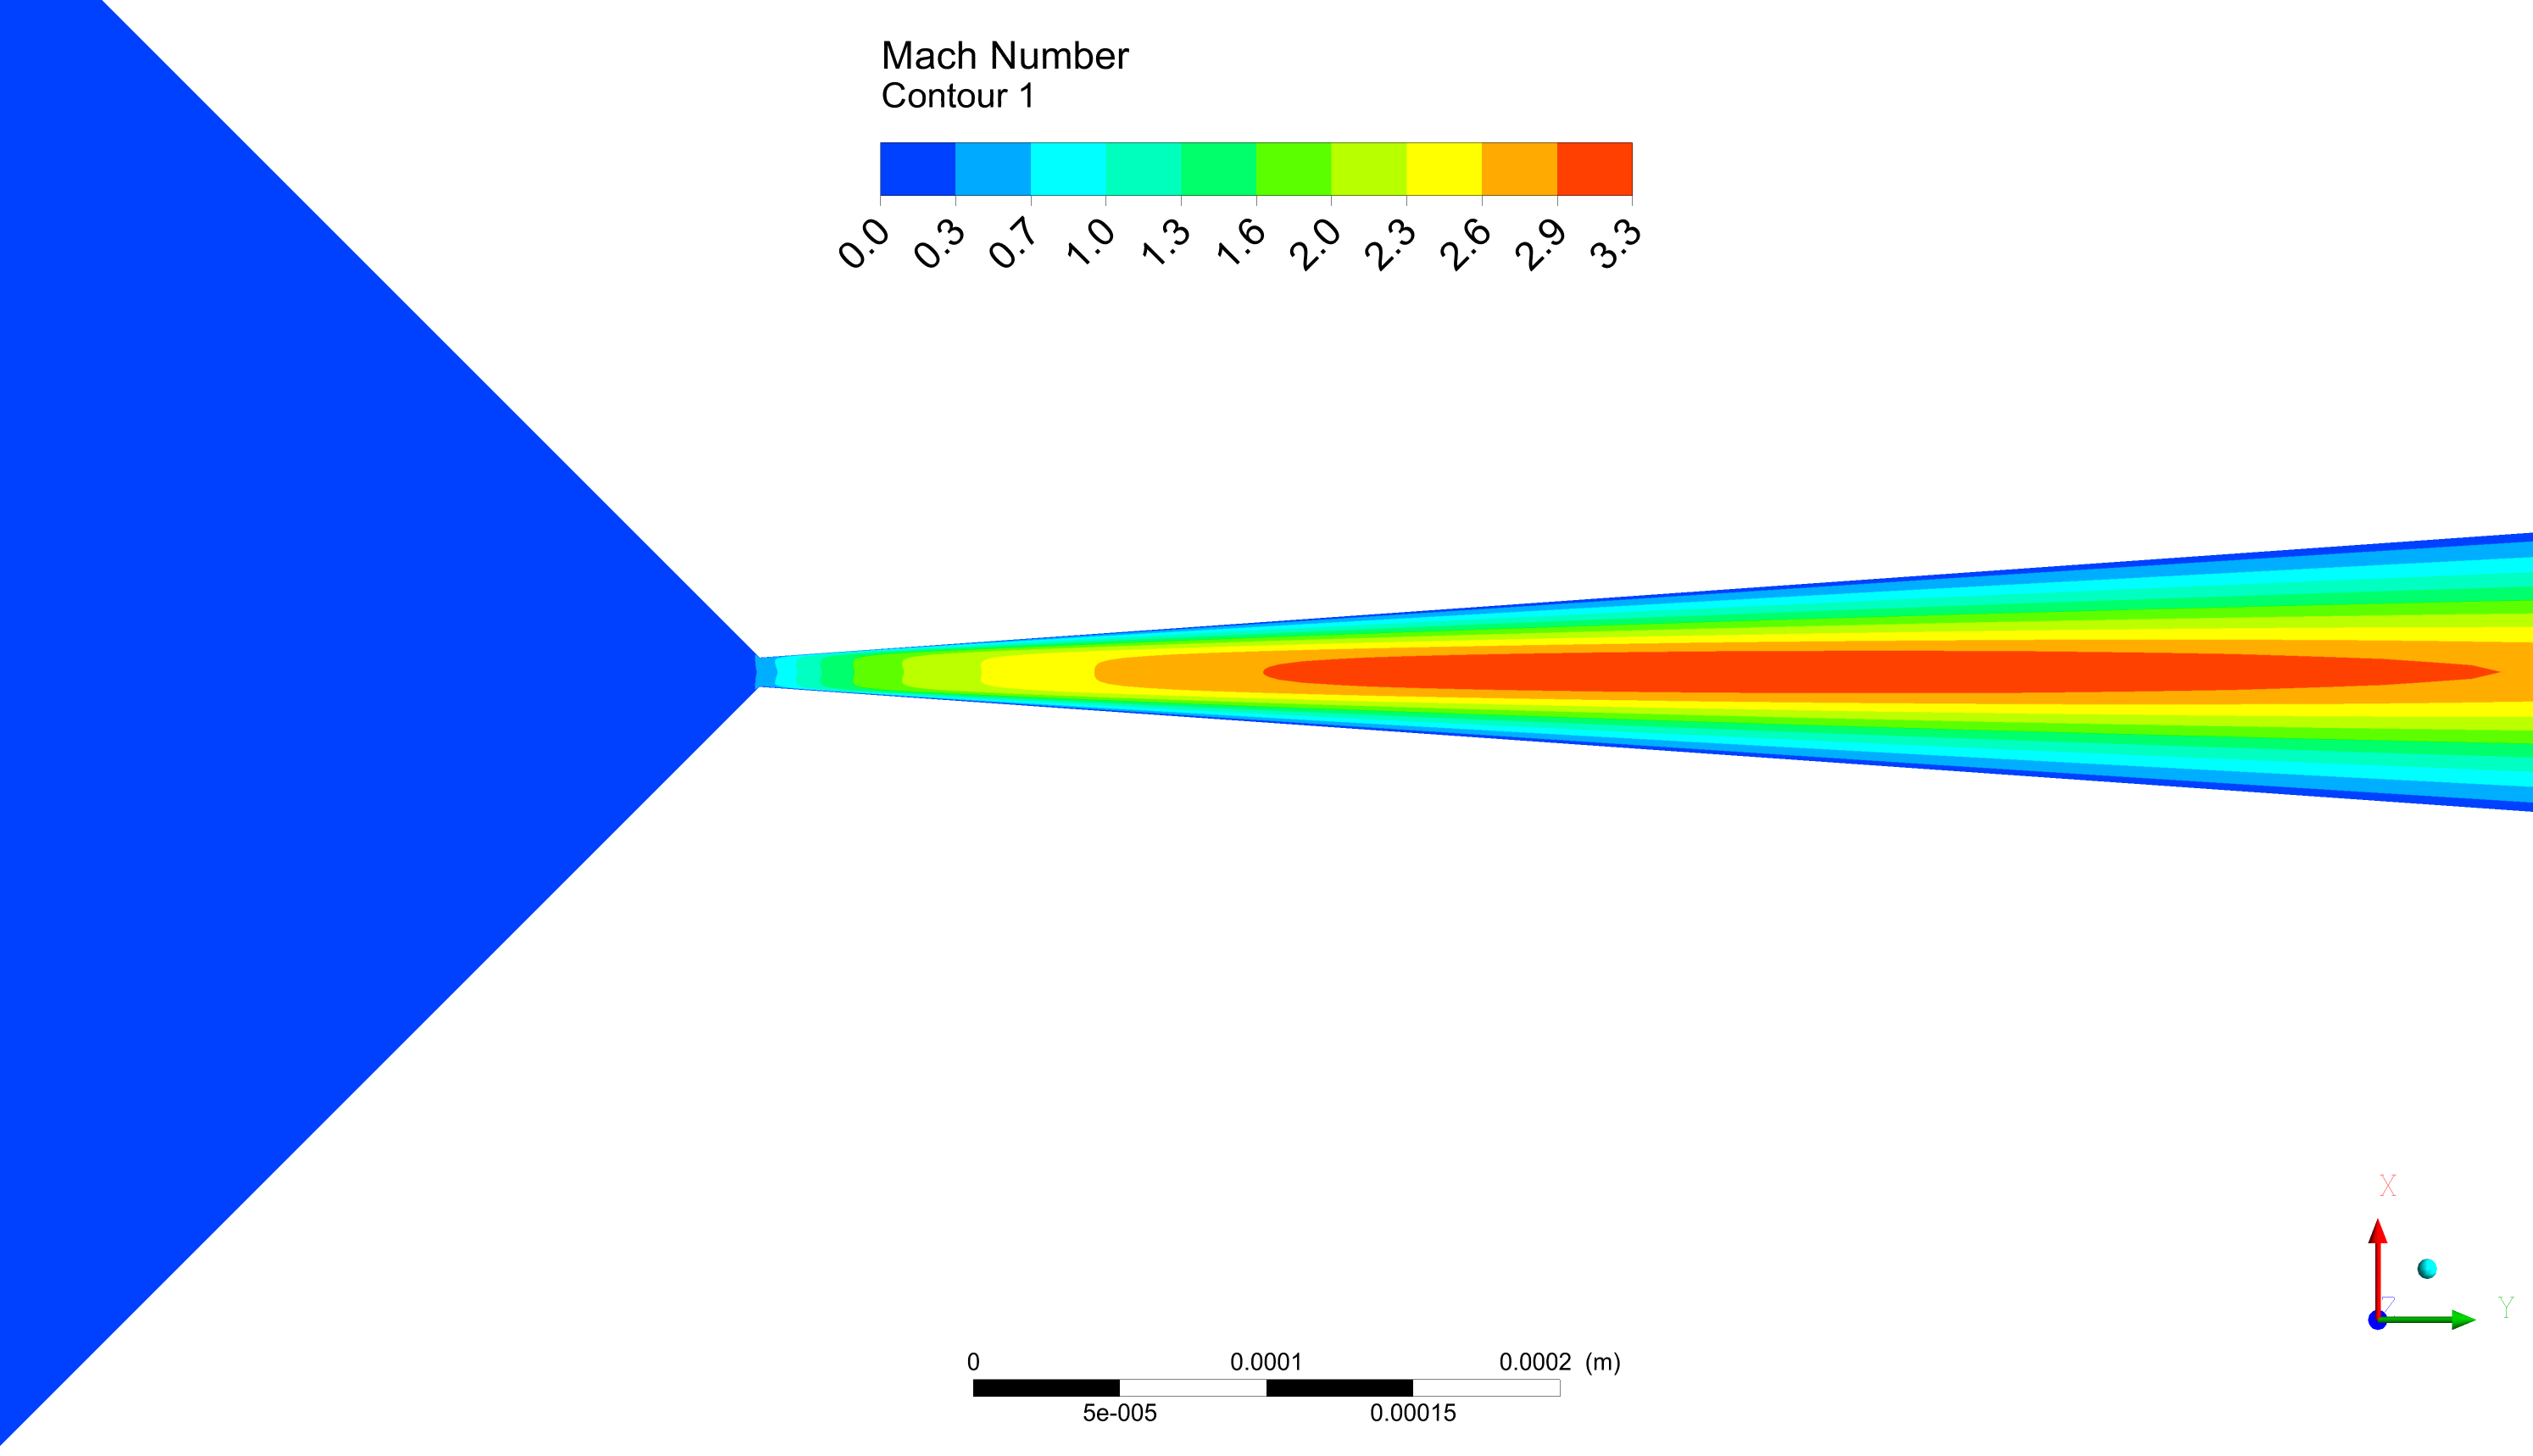 Mach Number
Contour 1
0.0 0.3 0.7 1.0 1.3 1.6 2.0 2.3 2.6 2.9 3.3
X
Z Y
0 0.0001 0.0002 (m)
5e-005 0.00015